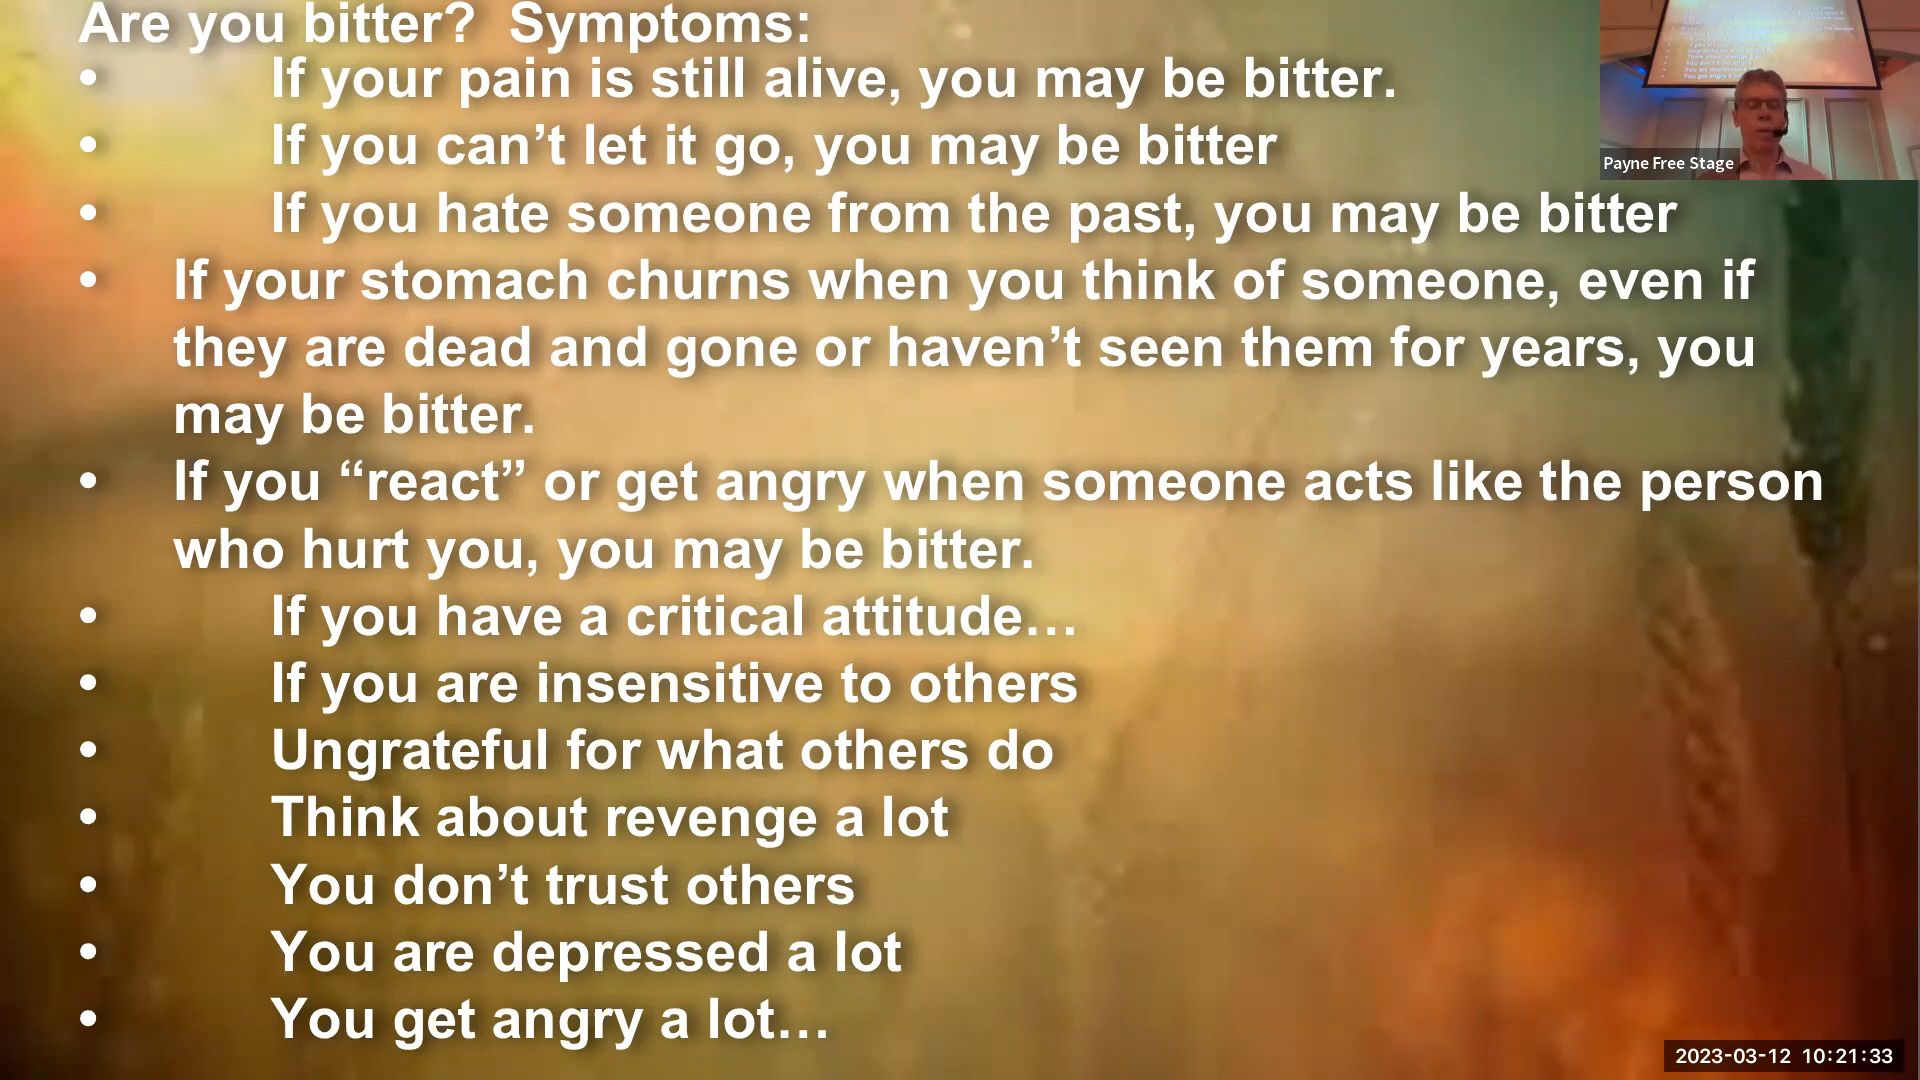 Are you bitter?  Symptoms:
• If your pain is still alive, you may be bitter.
• If you can’t let it go, you may be bitter
• If you hate someone from the past, you may be bitter
• If your stomach churns when you think of someone, even if
they are dead and gone or haven’t seen them for years, you
may be bitter.
• If you “react” or get angry when someone acts like the person
who hurt you, you may be bitter.
• If you have a critical attitude…
• If you are insensitive to others
• Ungrateful for what others do
• Think about revenge a lot
• You don’t trust others
• You are depressed a lot
• You get angry a lot…
Payne Free Stage
2023-03-12 10:21:33